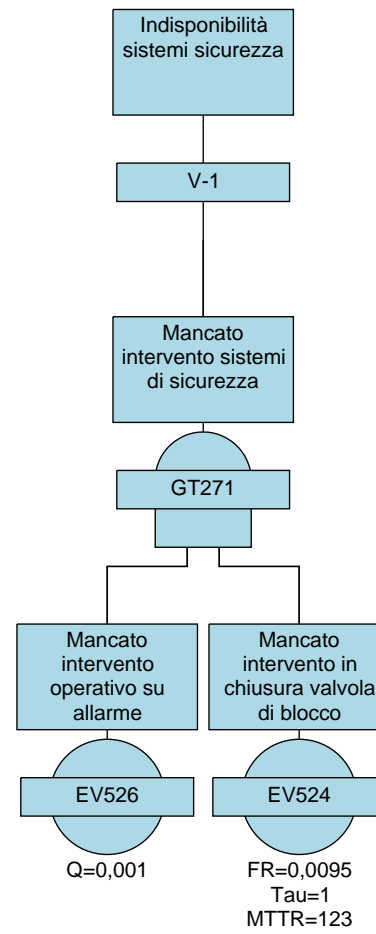 Indisponibilità
sistemi sicurezza
V-1
Mancato
intervento sistemi
di sicurezza
GT271
Mancato
intervento
operativo su
allarme
Mancato
intervento in
chiusura valvola
di blocco
EV526
EV524
Q=0,001
FR=0,0095
Tau=1
MTTR=123